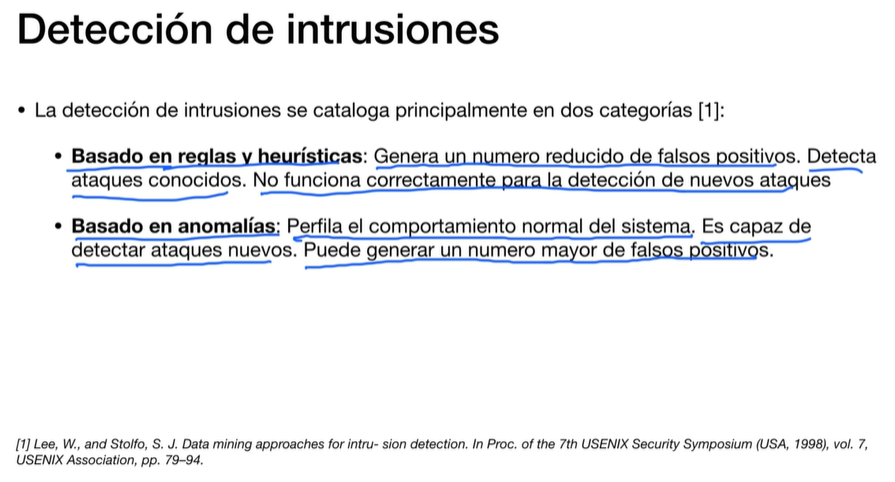 Detección de intrusiones
• La detección de intrusiones se cataloga principalmente en dos categorías [1]:
• Basado en reglas y heurísticas: Genera un numero reducido de falsos positivos. Detecta
ataques conocidos. No funciona correctamente para la detección de nuevos ataques
• Basado en anomalías: Perfila el comportamiento normal del sistema. Es capaz de
detectar ataques nuevos. Puede generar un numero mayor de falsos positivos.
[1] Lee, W., and Stolfo, S. J. Data mining approaches for intru- sion detection. In Proc. of the 7th USENIX Security Symposium (USA, 1998), vol. 7,
USENIX Association, pp. 79–94.